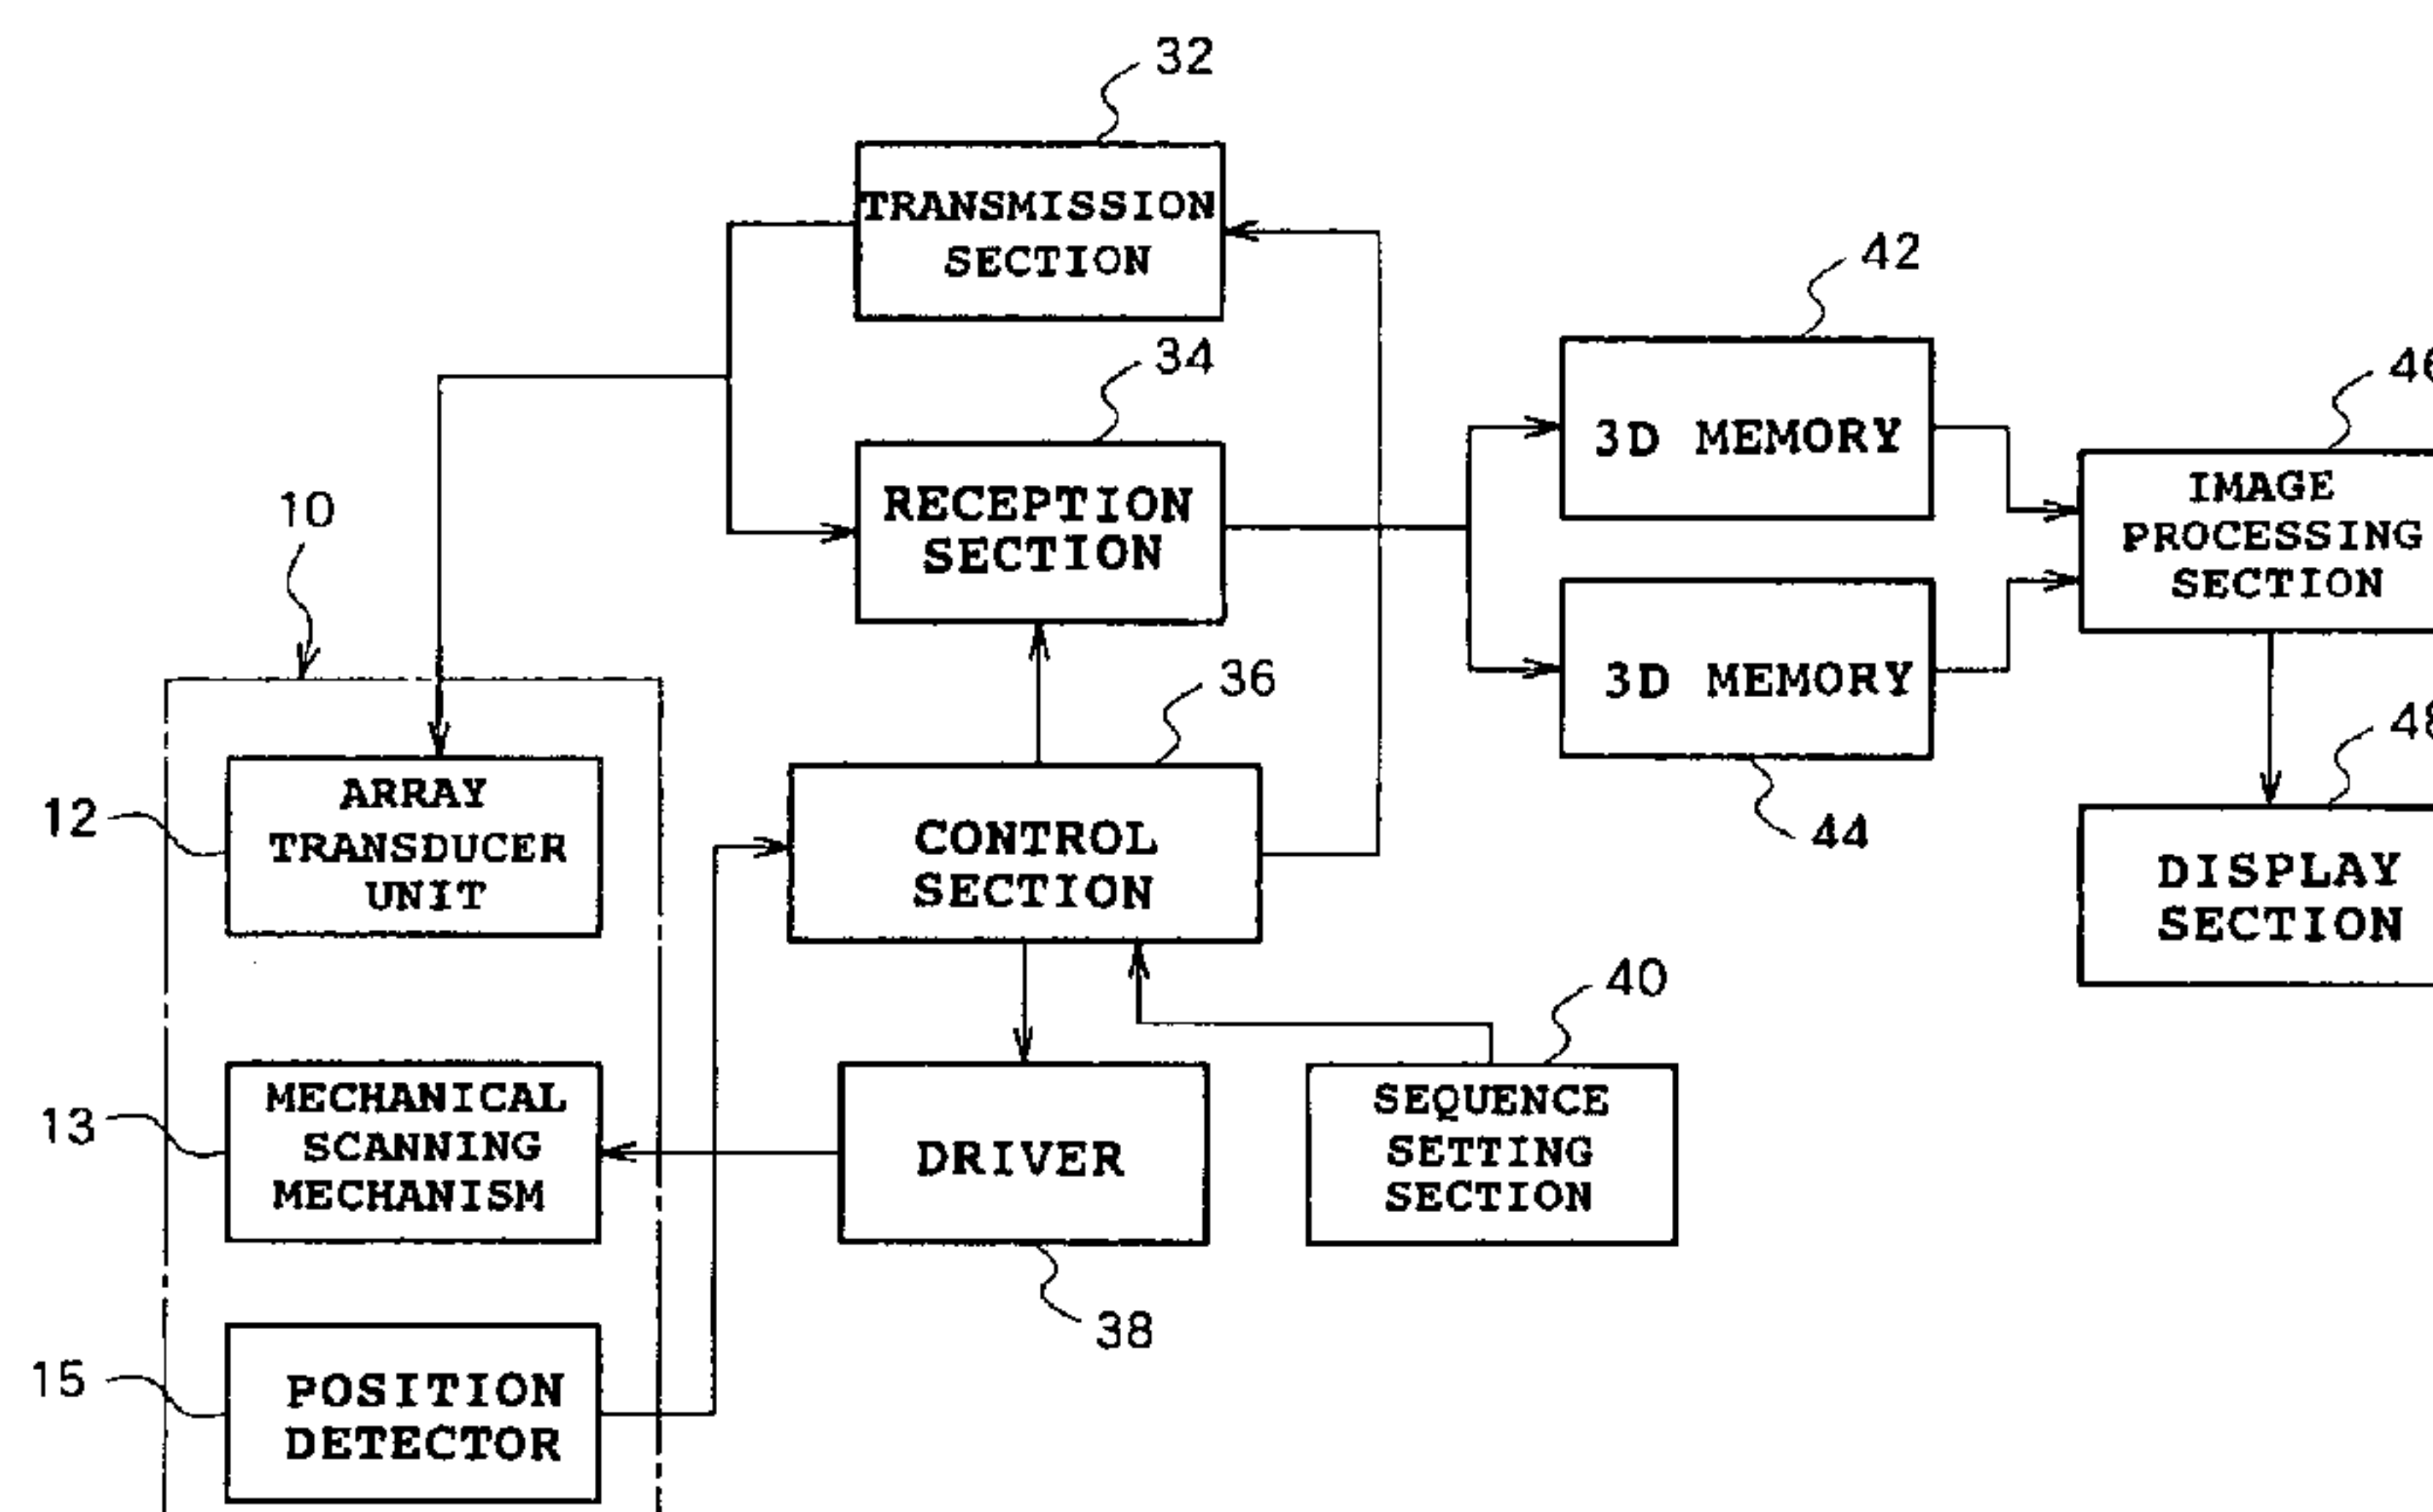 32
TRANSMISSION
SECTION
42
34
3D MEMORY
RECEPTION
SECTION
IMAGE
PROCESSING
SECTION
10
3D MEMORY
44
36
12
ARRAY
TRANSDUCER
UNIT
CONTROL
SECTION
DISPLAY
SECTION
40
13
MECHANICAL
SCANNING
MECHANISM
DRIVER
38
SEQUENCE
SETTING
SECTION
15
POSITION
DETECTOR